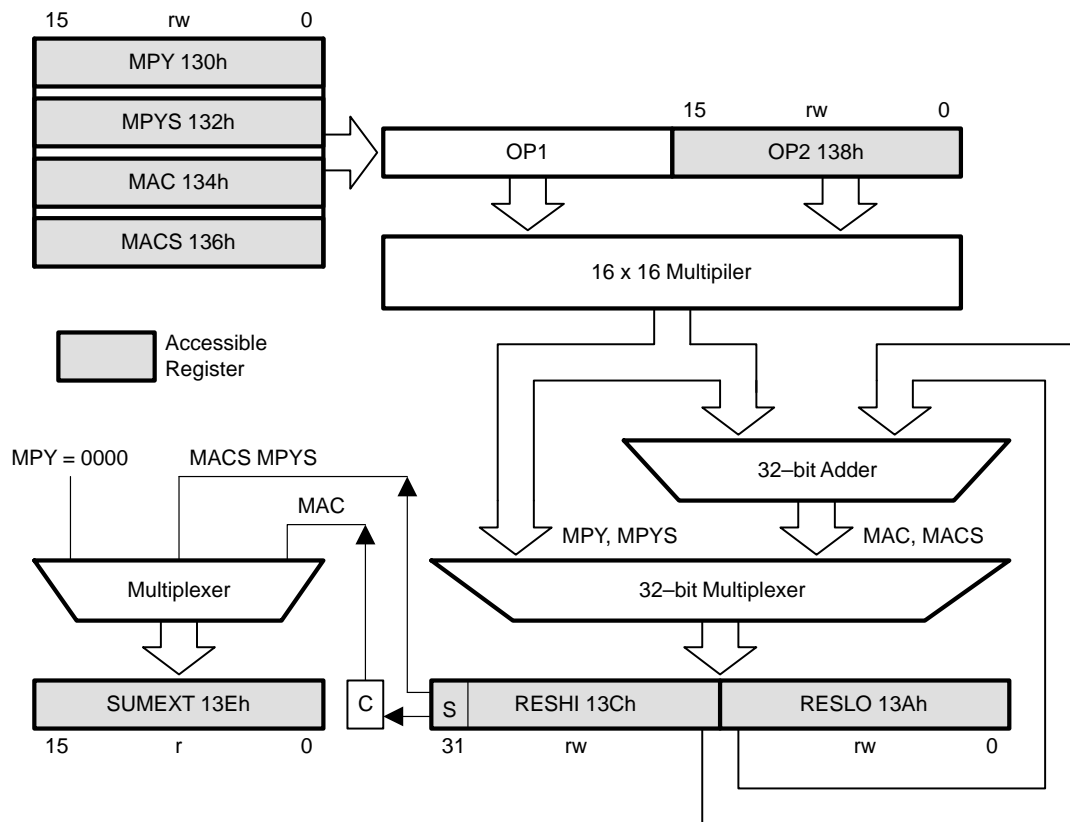 15 rw 0
MPY 130h
MPYS 132h
MAC 134h
MACS 136h
15 rw 0
OP1
OP2 138h
16 x 16 Multipiler
Accessible
Register
MPY = 0000
MACS MPYS
MAC
32–bit Adder
MPY, MPYS
MAC, MACS
Multiplexer
32–bit Multiplexer
SUMEXT 13Eh
C
S
RESHI 13Ch
RESLO 13Ah
15 r 0
31 rw
rw 0